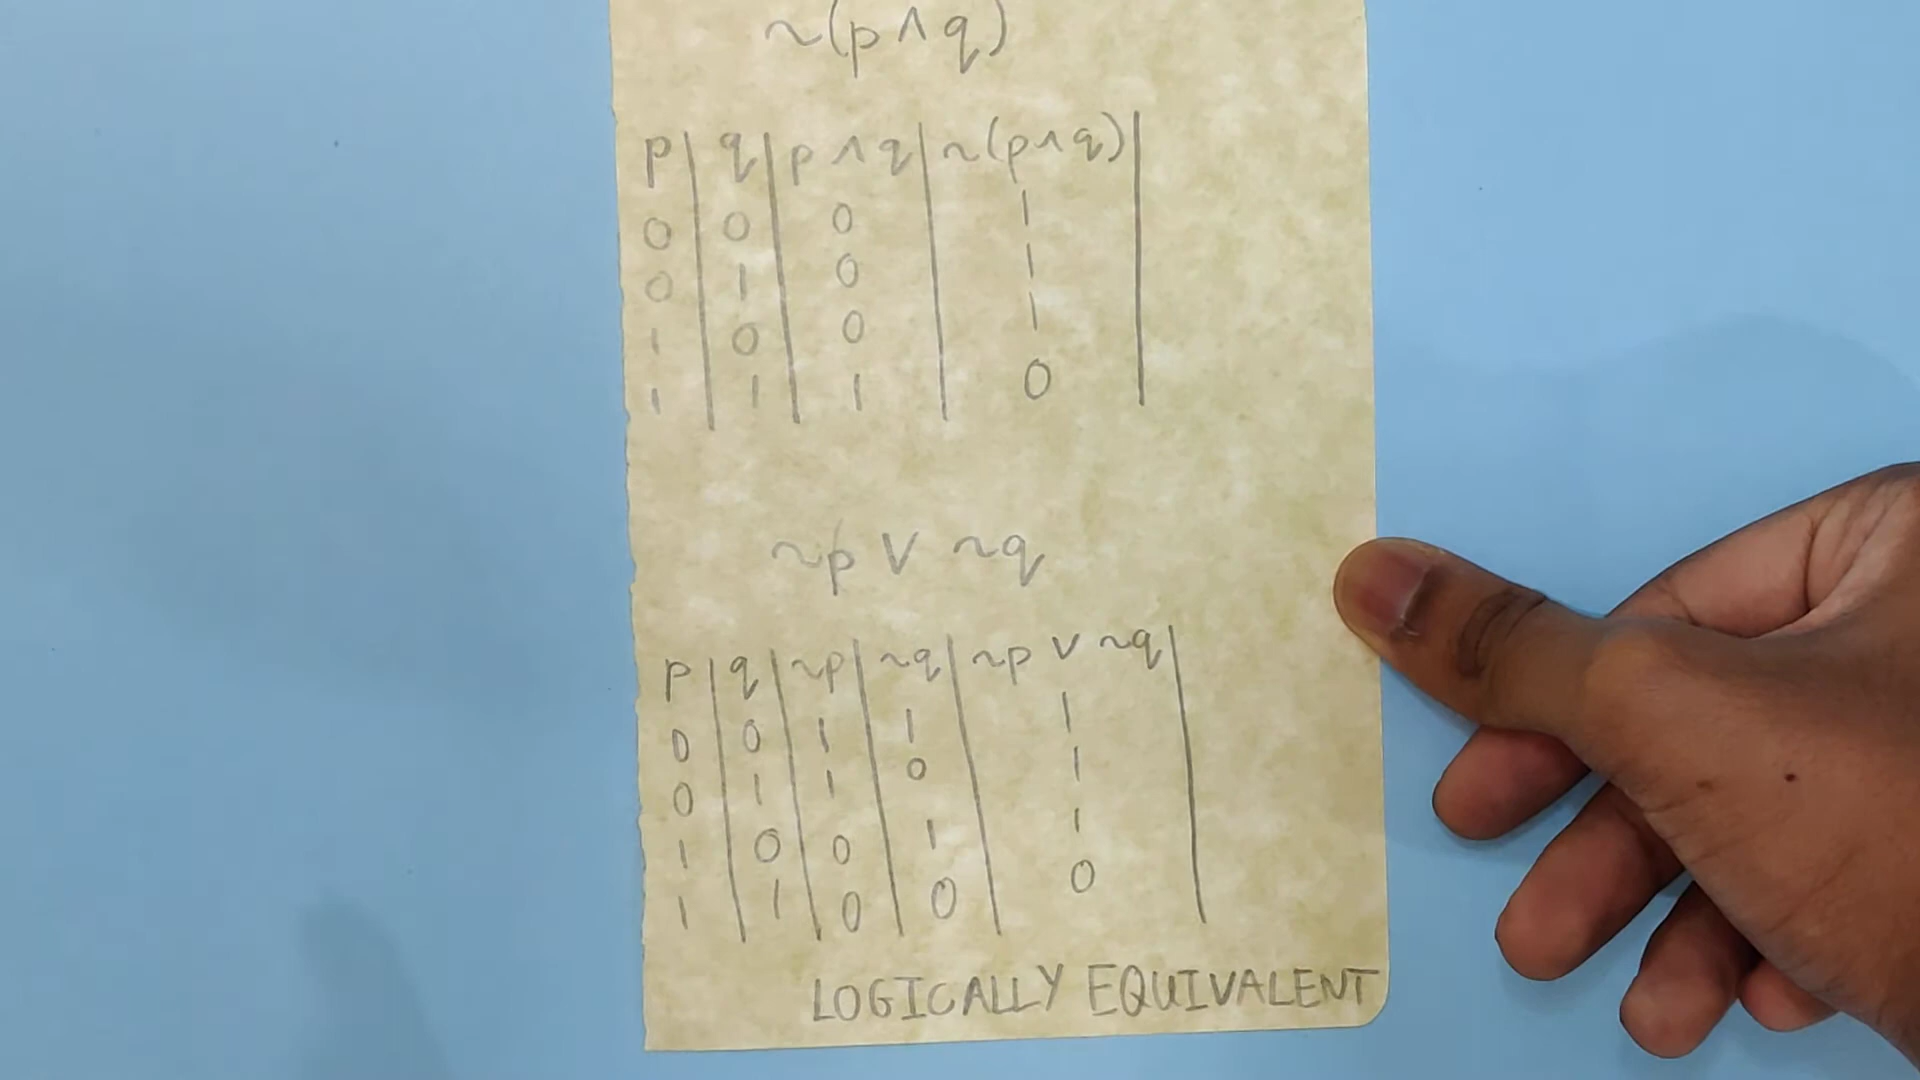 ~(p ∧ q)
p | q | p ∧ q | ~(p ∧ q) |
0 | 0 | 0 | 1
0 | 1 | 0 | 1
1 | 0 | 0 | 1
1 | 1 | 1 | 0
~p ∨ ~q
p | q | ~p | ~q | ~p ∨ ~q |
0 | 0 | 1 | 1 | 1
0 | 1 | 1 | 0 | 1
1 | 0 | 0 | 1 | 1
1 | 1 | 0 | 0 | 0
LOGICALLY EQUIVALENT